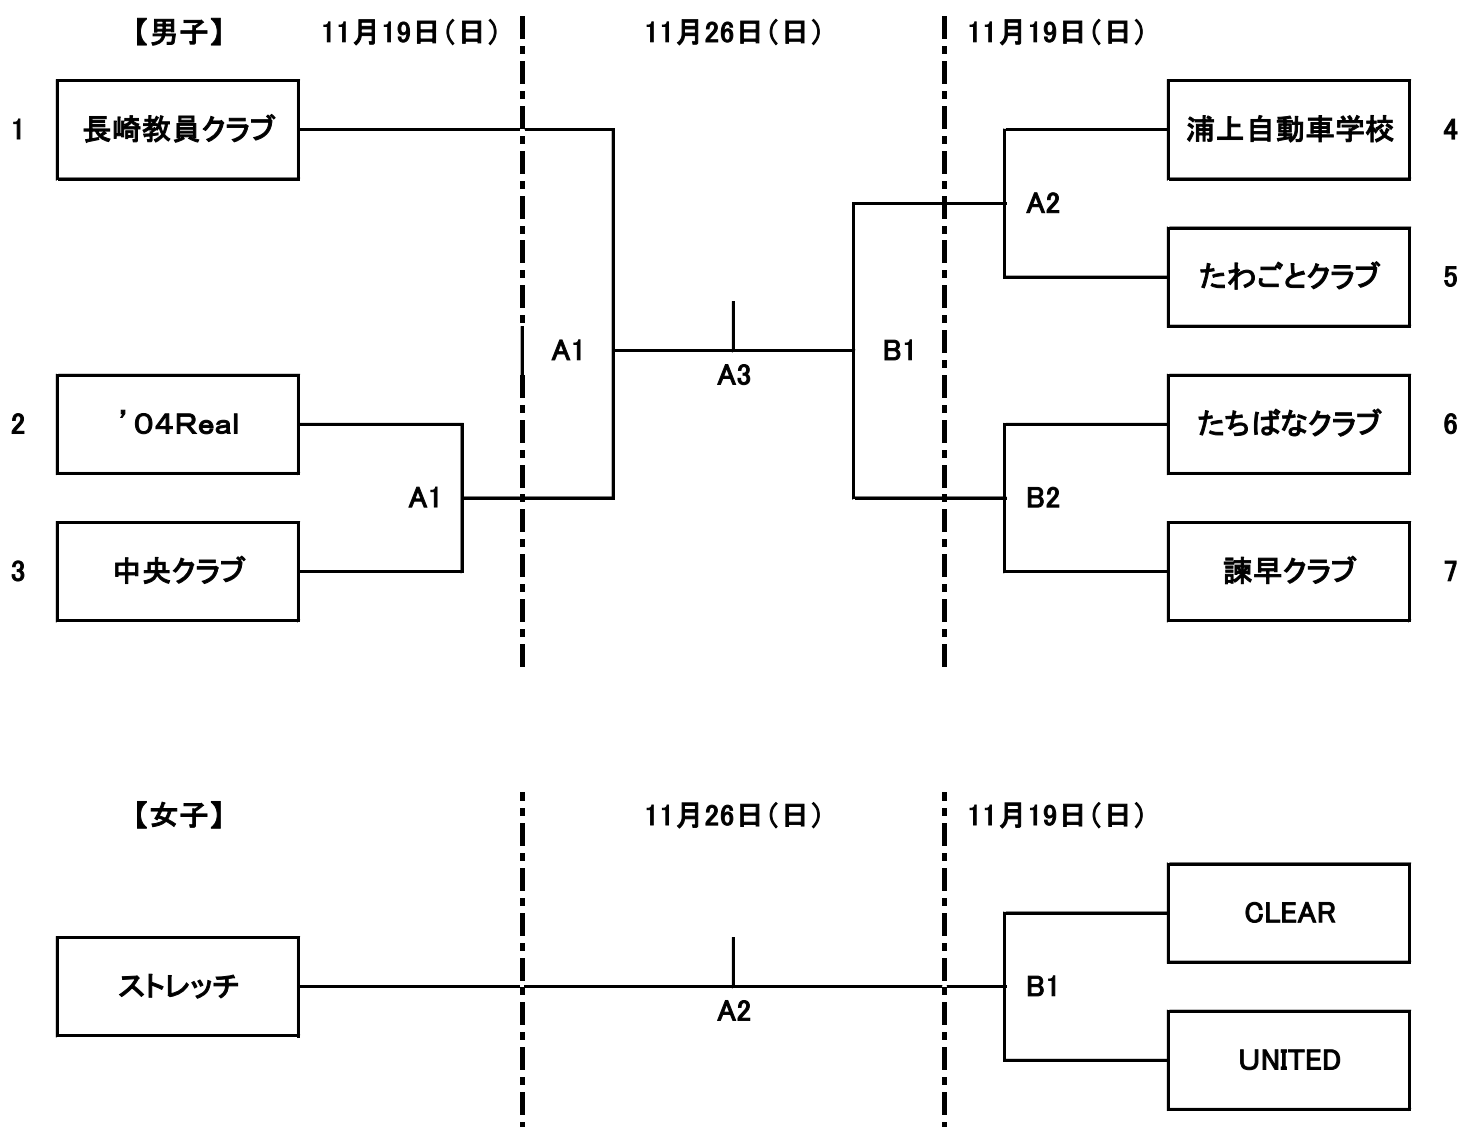 【男子】 11月19日（日） 11月26日（日） 11月19日（日）
1 長崎教員クラブ 浦上自動車学校 4
A2
たわごとクラブ 5
A1 B1
A3
2 ’04Real たちばなクラブ 6
A1 B2
3 中央クラブ 諫早クラブ 7
【女子】 11月26日（日） 11月19日（日）
CLEAR
ストレッチ B1
A2
UNITED